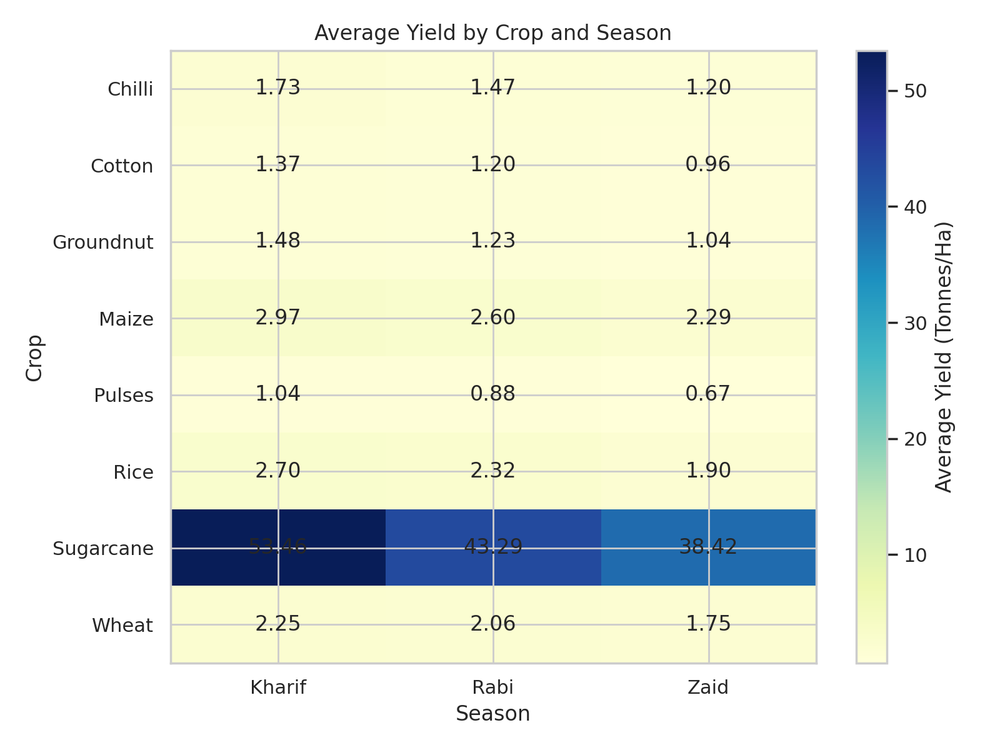 Average Yield by Crop and Season
Chilli 1.73 1.47 1.20
Cotton 1.37 1.20 0.96
Groundnut 1.48 1.23 1.04
Maize 2.97 2.60 2.29
Pulses 1.04 0.88 0.67
Rice 2.70 2.32 1.90
Sugarcane 53.46 43.29 38.42
Wheat 2.25 2.06 1.75
Kharif Rabi Zaid
Season
Crop
50
40
30
20
10
Average Yield (Tonnes/Ha)